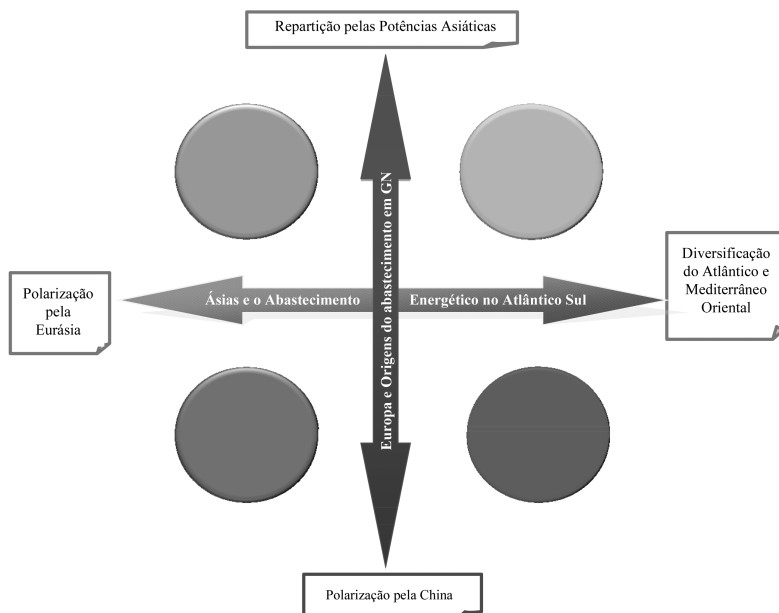 Repartição pelas Potências Asiáticas
Europa e Origens do abastecimento em GN
Polarização
pela
Eurásia
Ásias e o Abastecimento
Energético no Atlântico Sul
Diversificação
do Atlântico e
Mediterrâneo
Oriental
Polarização pela China